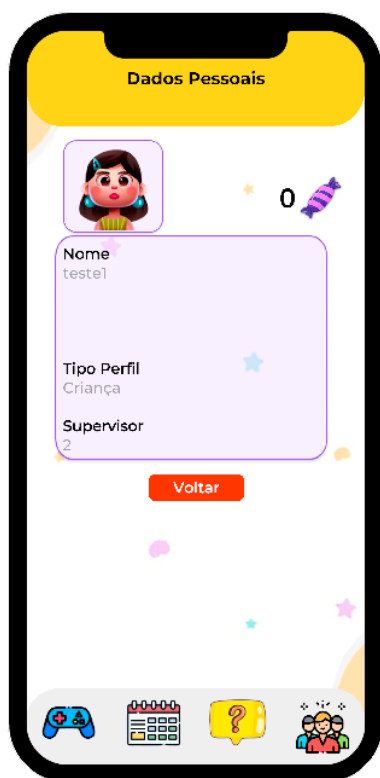 Dados Pessoais
0
Nome
teste1
Tipo Perfil
Criança
Supervisor
2
Voltar
?